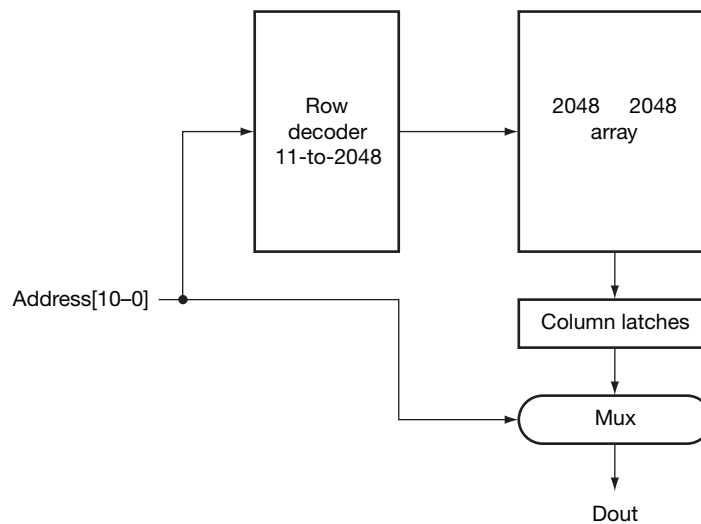 Row
decoder
11-to-2048
2048 2048
array
Address[10–0]
Column latches
Mux
Dout